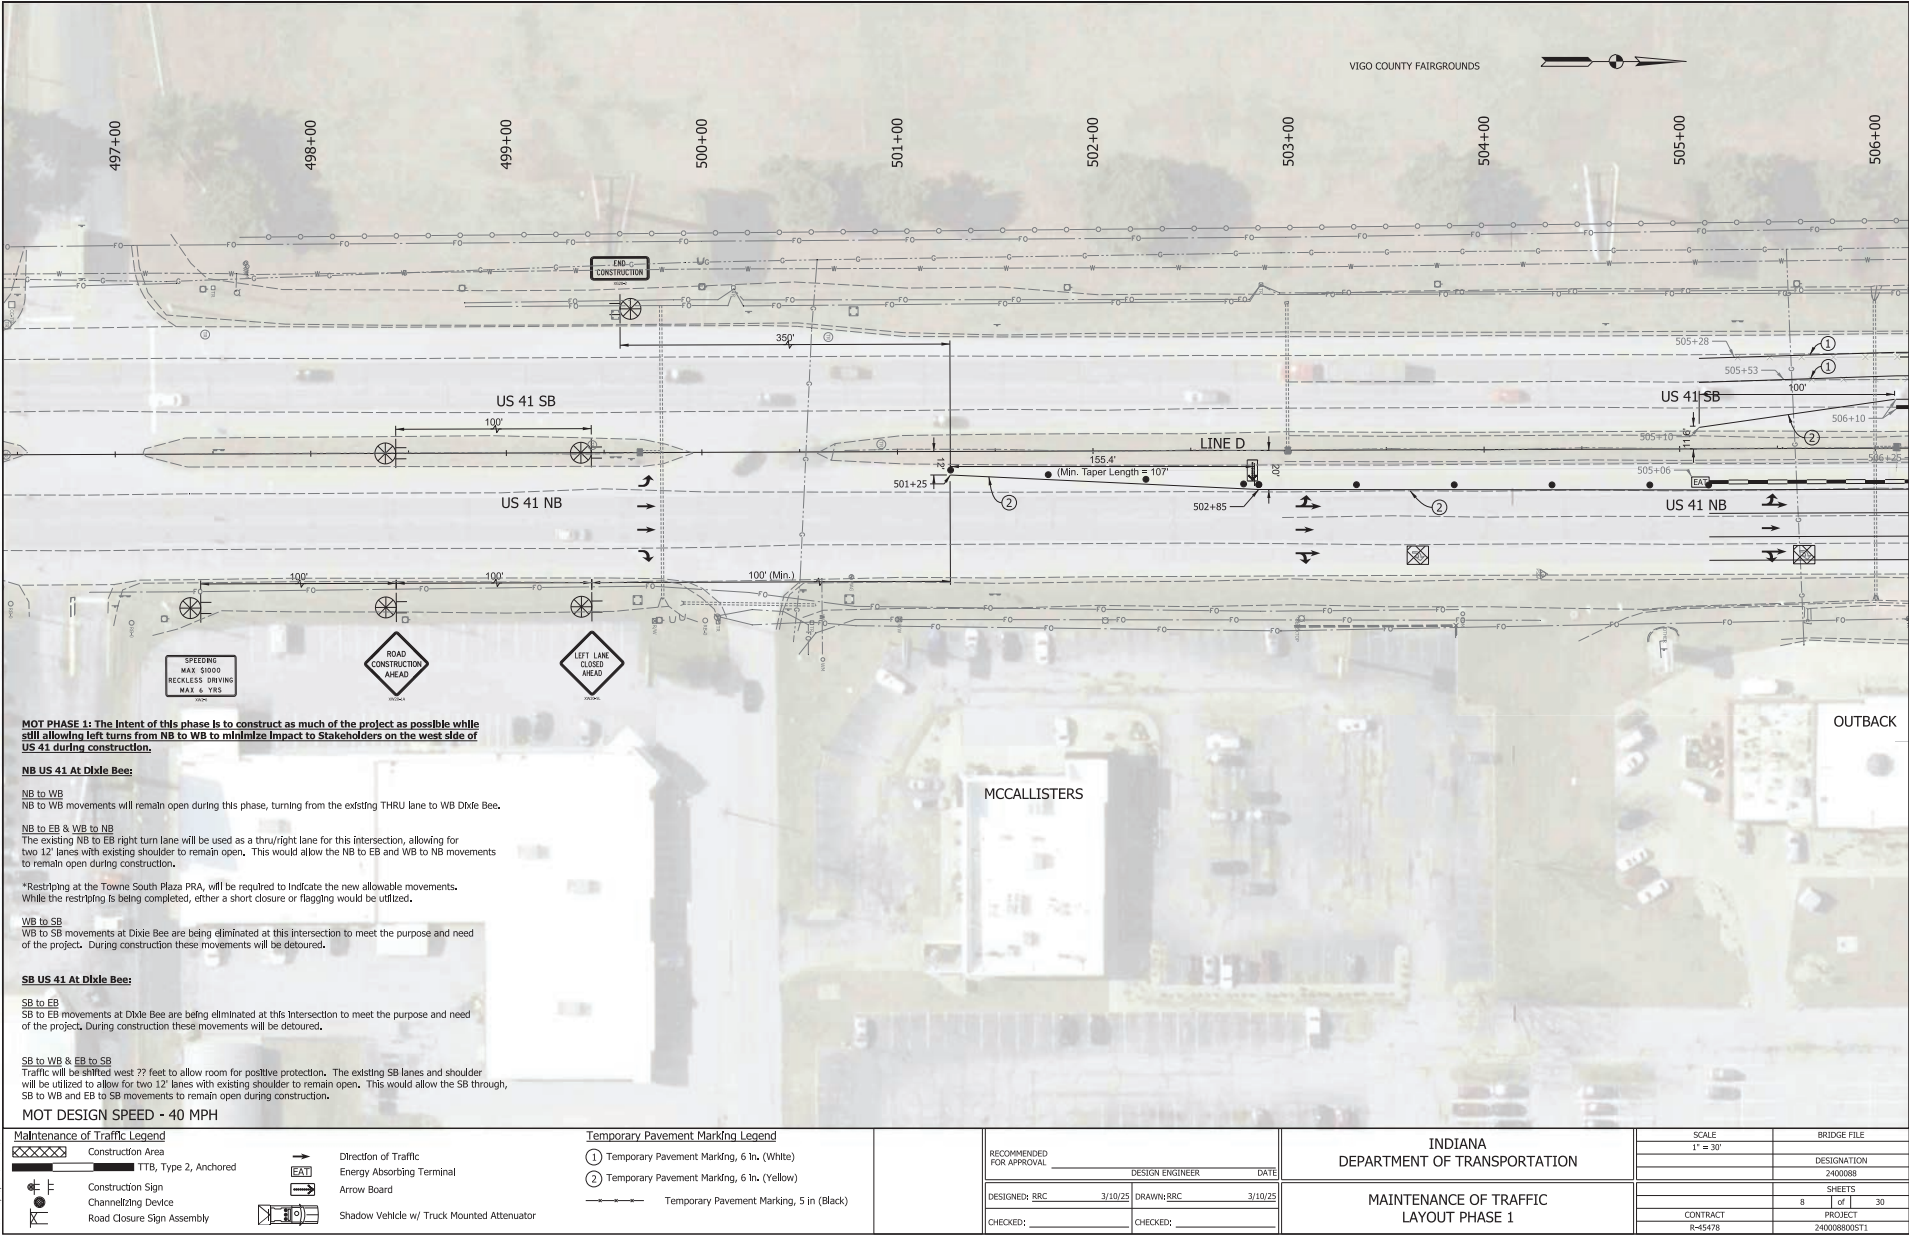 VIGO COUNTY FAIRGROUNDS
497+00
498+00
499+00
500+00
501+00
502+00
503+00
504+00
505+00
506+00
END
CONSTRUCTION
350'
505+28
1
505+53
1
100'
US 41 SB
US 41 SB
506+10
100'
505+10
11.6'
2
LINE D
12'
155.4'
(Min. Taper Length = 107'
20'
505+06
506+25
EAT
501+25
2
502+85
2
US 41 NB
US 41 NB
100'
100'
100' (Min.)
SPEEDING
MAX $1000
RECKLESS DRIVING
MAX 6 YRS
ROAD
CONSTRUCTION
AHEAD
LEFT LANE
CLOSED
AHEAD
OUTBACK
MCCALLISTERS
MOT PHASE 1: The intent of this phase is to construct as much of the project as possible while
still allowing left turns from NB to WB to minimize impact to Stakeholders on the west side of
US 41 during construction.
NB US 41 At Dixie Bee:
NB to WB
NB to WB movements will remain open during this phase, turning from the existing THRU lane to WB Dixie Bee.
NB to EB & WB to NB
The existing NB to EB right turn lane will be used as a thru/right lane for this intersection, allowing for
two 12' lanes with existing shoulder to remain open. This would allow the NB to EB and WB to NB movements
to remain open during construction.
*Restriping at the Towne South Plaza PRA, will be required to indicate the new allowable movements.
While the restriping is being completed, either a short closure or flagging would be utilized.
WB to SB
WB to SB movements at Dixie Bee are being eliminated at this intersection to meet the purpose and need
of the project. During construction these movements will be detoured.
SB US 41 At Dixie Bee:
SB to EB
SB to EB movements at Dixie Bee are being eliminated at this intersection to meet the purpose and need
of the project. During construction these movements will be detoured.
SB to WB & EB to SB
Traffic will be shifted west ?? feet to allow room for positive protection. The existing SB lanes and shoulder
will be utilized to allow for two 12' lanes with existing shoulder to remain open. This would allow the SB through,
SB to WB and EB to SB movements to remain open during construction.
MOT DESIGN SPEED - 40 MPH
Maintenance of Traffic Legend
Construction Area
TTB, Type 2, Anchored
Construction Sign
Channelizing Device
Road Closure Sign Assembly
Direction of Traffic
EAT Energy Absorbing Terminal
Arrow Board
Shadow Vehicle w/ Truck Mounted Attenuator
Temporary Pavement Marking Legend
1 Temporary Pavement Marking, 6 in. (White)
2 Temporary Pavement Marking, 6 in. (Yellow)
Temporary Pavement Marking, 5 in (Black)
RECOMMENDED
FOR APPROVAL
DESIGN ENGINEER DATE
DESIGNED: RRC 3/10/25 DRAWN: RRC 3/10/25
CHECKED: CHECKED:
INDIANA
DEPARTMENT OF TRANSPORTATION
MAINTENANCE OF TRAFFIC
LAYOUT PHASE 1
SCALE
1" = 30'
BRIDGE FILE
DESIGNATION
2400088
SHEETS
8 of 30
CONTRACT
R-45478
PROJECT
240008800ST1